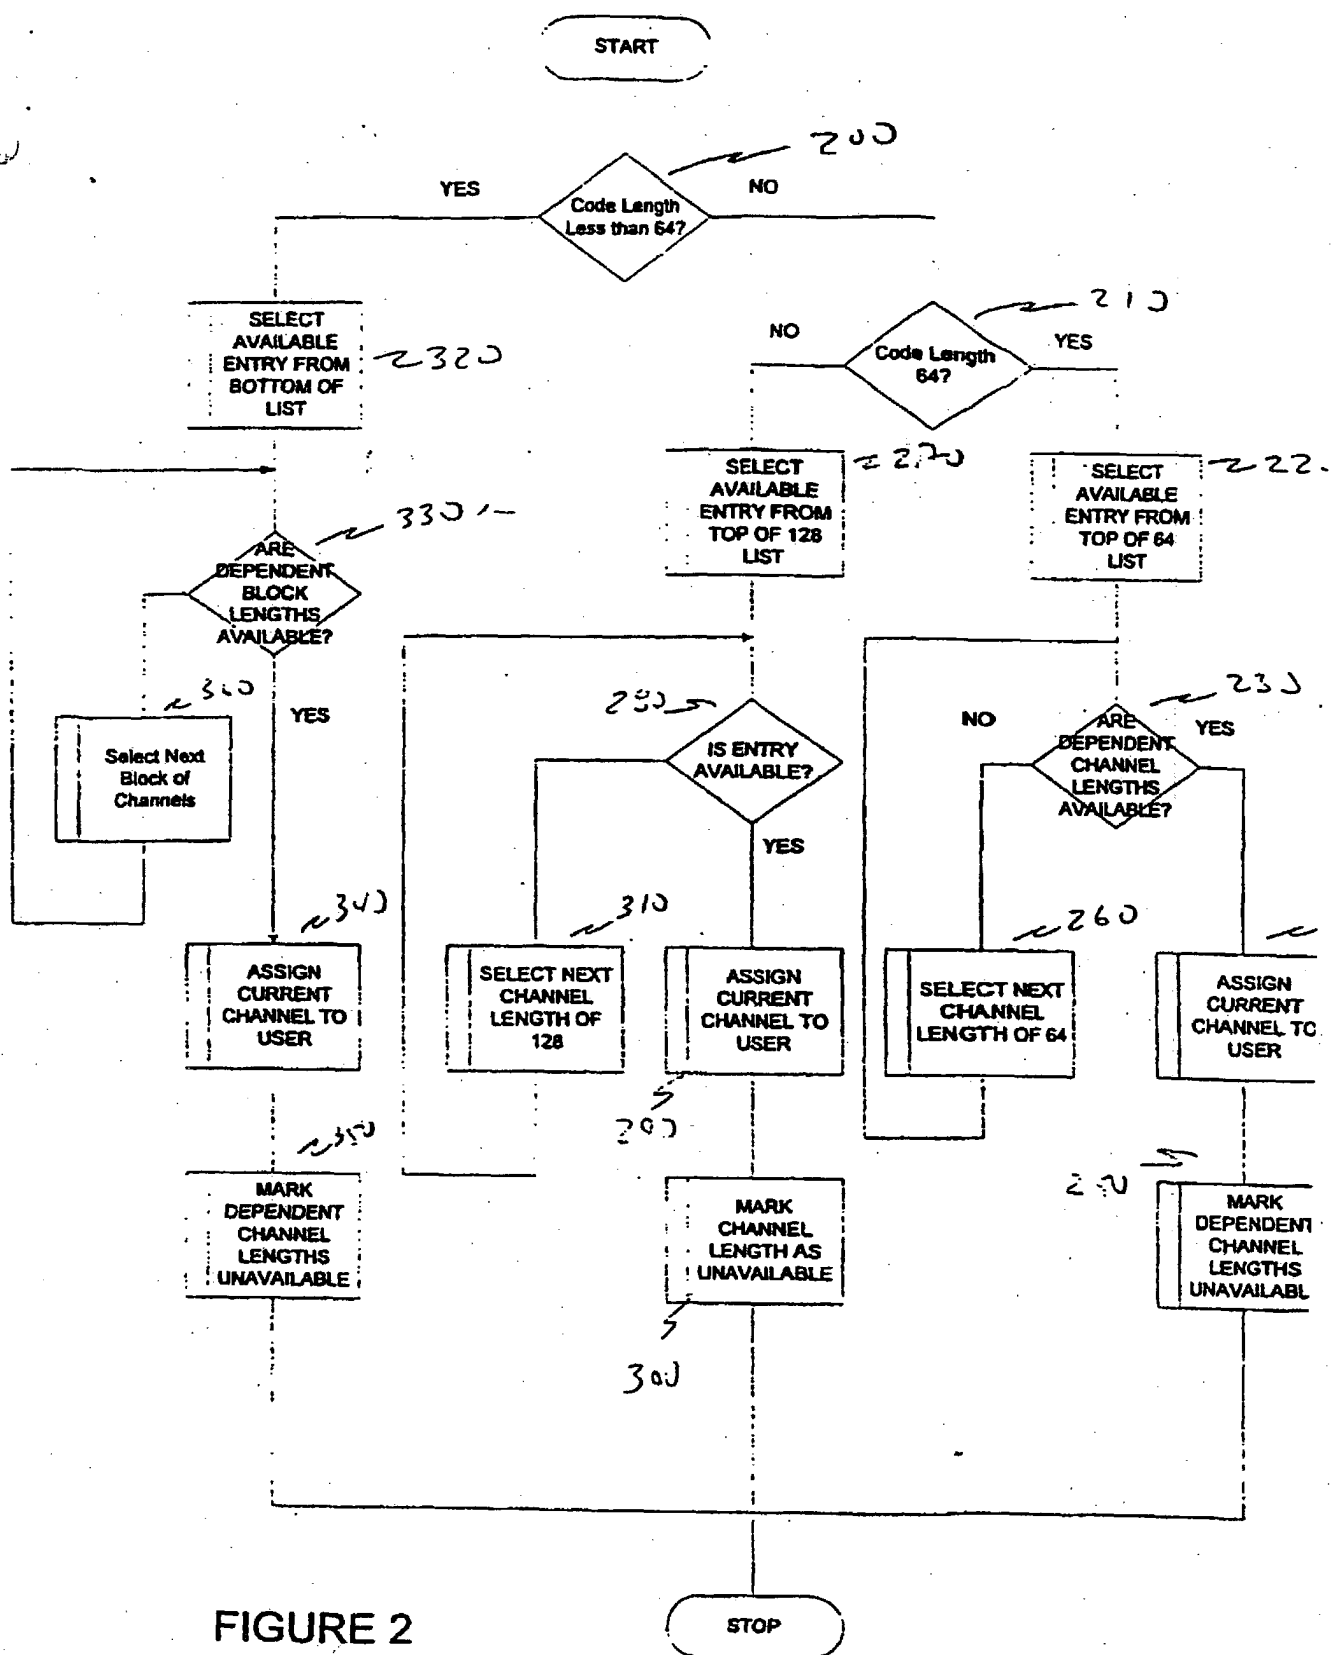 START
200
YES
NO
Code Length
Less than 64?
210
SELECT
AVAILABLE
ENTRY FROM
BOTTOM OF
LIST
320
NO
YES
Code Length
64?
SELECT
AVAILABLE
ENTRY FROM
TOP OF 128
LIST
270
SELECT
AVAILABLE
ENTRY FROM
TOP OF 64
LIST
22
330
ARE
DEPENDENT
BLOCK
LENGTHS
AVAILABLE?
YES
Select Next
Block of
Channels
IS ENTRY
AVAILABLE?
YES
230
NO
YES
ARE
DEPENDENT
CHANNEL
LENGTHS
AVAILABLE?
340
ASSIGN
CURRENT
CHANNEL TO
USER
310
SELECT NEXT
CHANNEL
LENGTH OF
128
ASSIGN
CURRENT
CHANNEL TO
USER
290
260
SELECT NEXT
CHANNEL
LENGTH OF 64
ASSIGN
CURRENT
CHANNEL TO
USER
350
MARK
DEPENDENT
CHANNEL
LENGTHS
UNAVAILABLE
MARK
CHANNEL
LENGTH AS
UNAVAILABLE
300
MARK
DEPENDENT
CHANNEL
LENGTHS
UNAVAILABL
STOP
FIGURE 2